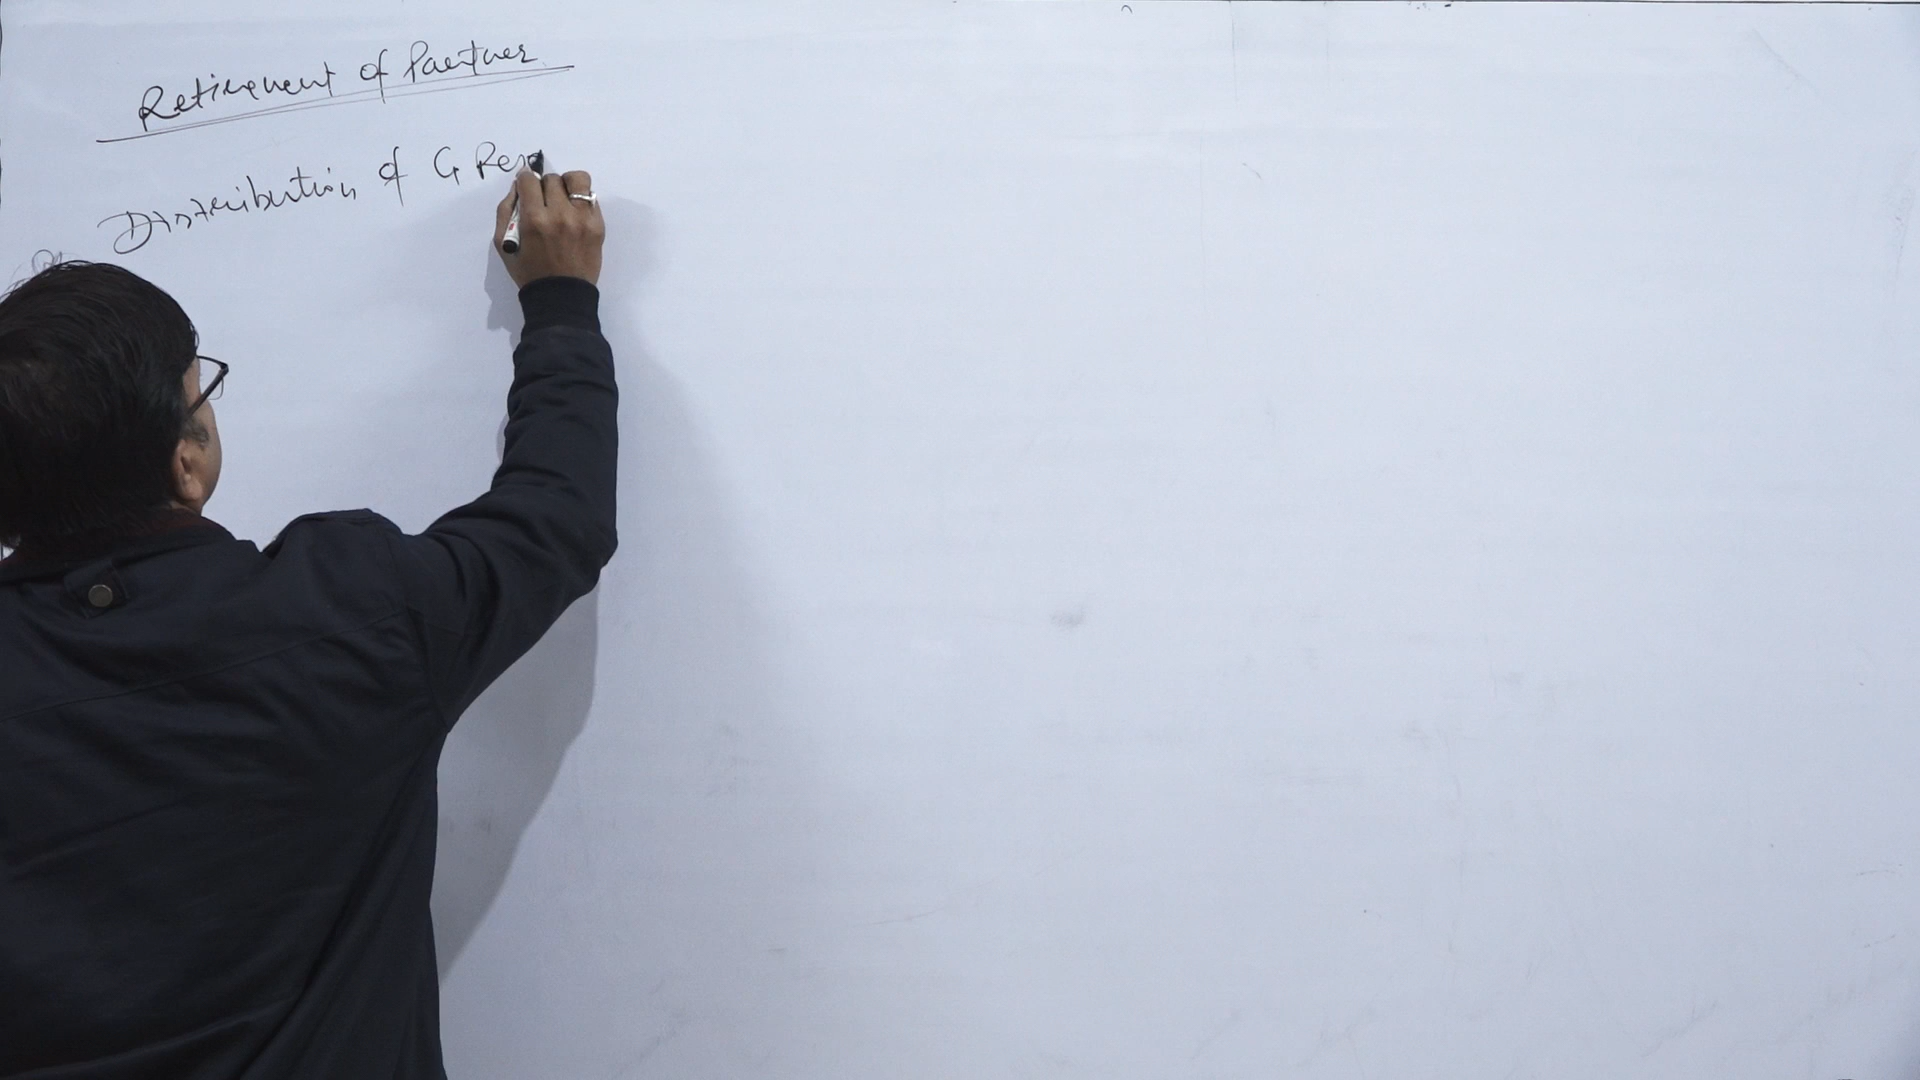 Retirement of Partner
Distribution of G Res